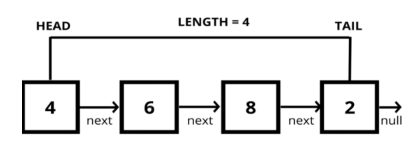 HEAD LENGTH = 4 TAIL
4 6 8 2
next next next null